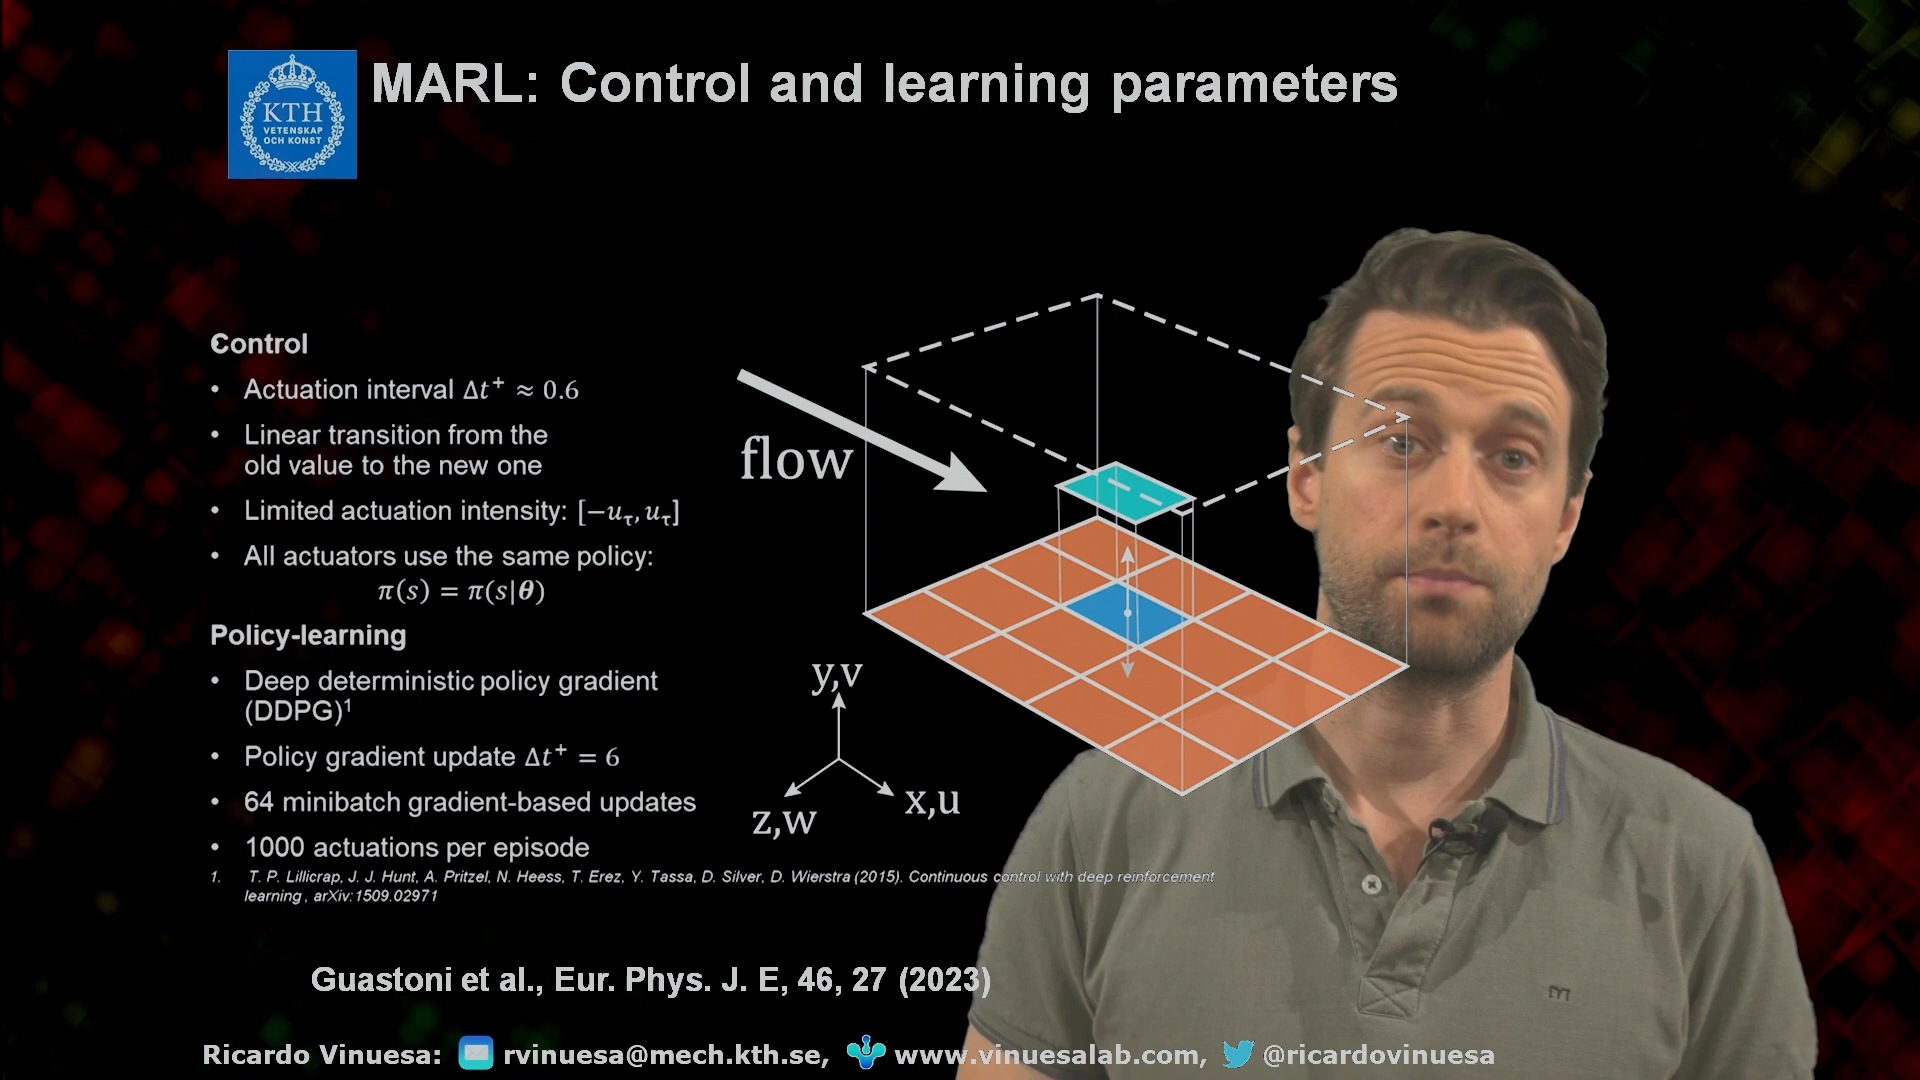 KTH
VETENSKAP
OCH KONST
MARL: Control and learning parameters
Control
• Actuation interval Δt⁺ ≈ 0.6
• Linear transition from the
old value to the new one
• Limited actuation intensity: [−u_τ, u_τ]
• All actuators use the same policy:
π(s) = π(s|θ)
Policy-learning
• Deep deterministic policy gradient
(DDPG)¹
• Policy gradient update Δt⁺ = 6
• 64 minibatch gradient-based updates
• 1000 actuations per episode
1. T. P. Lillicrap, J. J. Hunt, A. Pritzel, N. Heess, T. Erez, Y. Tassa, D. Silver, D. Wierstra (2015). Continuous control with deep reinforcement
learning, arXiv:1509.02971
flow
y,v
z,w
x,u
Guastoni et al., Eur. Phys. J. E, 46, 27 (2023)
Ricardo Vinuesa: rvinuesa@mech.kth.se, www.vinuesalab.com, @ricardovinuesa